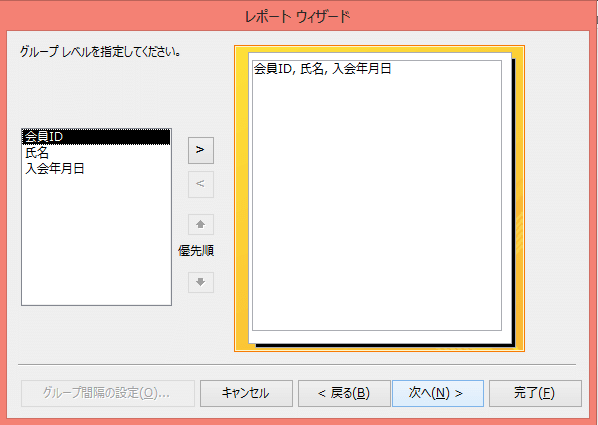 レポート ウィザード
グループ レベルを指定してください。
会員ID, 氏名, 入会年月日
会員ID
氏名
入会年月日
>
<
優先順
グループ間隔の設定(O)...
キャンセル
< 戻る(B)
次へ(N) >
完了(F)